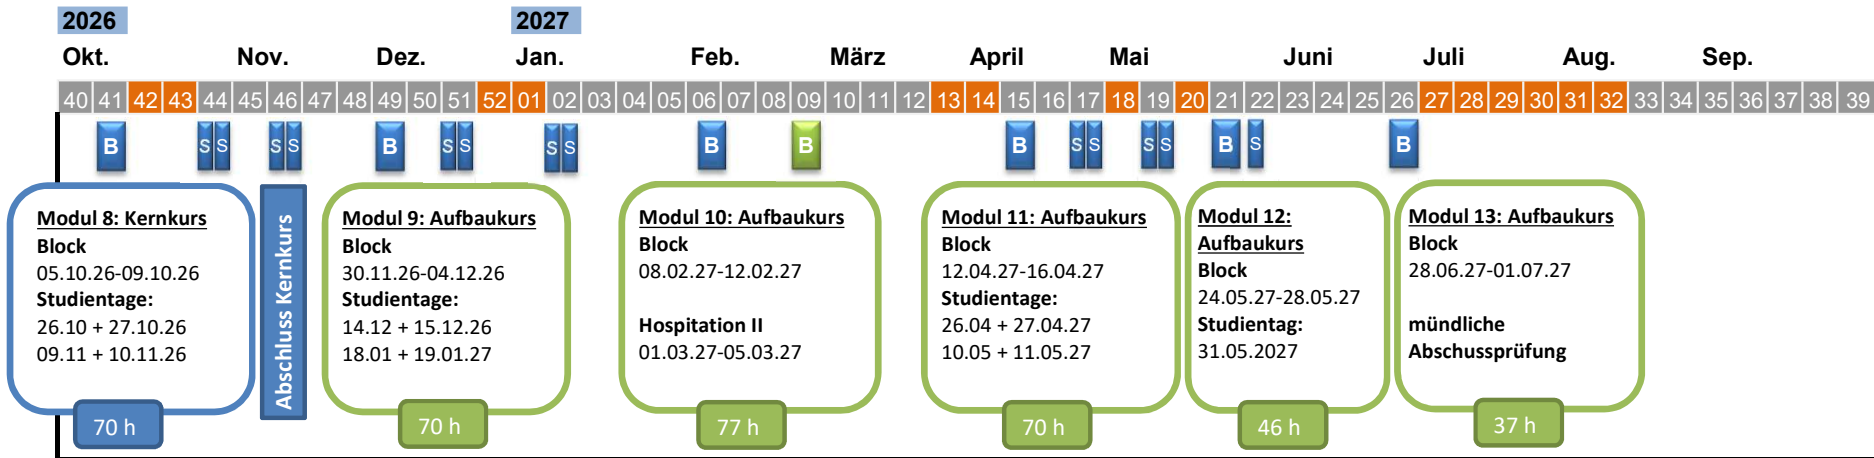 2026 2027
Okt. Nov. Dez. Jan. Feb. März April Mai Juni Juli Aug. Sep.
40 41 42 43 44 45 46 47 48 49 50 51 52 01 02 03 04 05 06 07 08 09 10 11 12 13 14 15 16 17 18 19 20 21 22 23 24 25 26 27 28 29 30 31 32 33 34 35 36 37 38 39
B S S S S B S S S S B B B S S S S B S B
Modul 8: Kernkurs
Block
05.10.26-09.10.26
Studientage:
26.10 + 27.10.26
09.11 + 10.11.26
70 h
Abschluss Kernkurs
Modul 9: Aufbaukurs
Block
30.11.26-04.12.26
Studientage:
14.12 + 15.12.26
18.01 + 19.01.27
70 h
Modul 10: Aufbaukurs
Block
08.02.27-12.02.27
Hospitation II
01.03.27-05.03.27
77 h
Modul 11: Aufbaukurs
Block
12.04.27-16.04.27
Studientage:
26.04 + 27.04.27
10.05 + 11.05.27
70 h
Modul 12:
Aufbaukurs
Block
24.05.27-28.05.27
Studientag:
31.05.2027
46 h
Modul 13: Aufbaukurs
Block
28.06.27-01.07.27
mündliche
Abschussprüfung
37 h